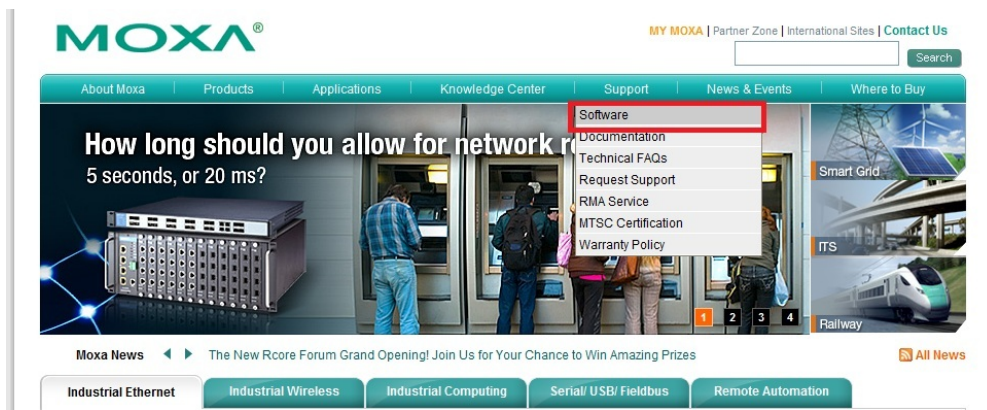 MOXA®
MY MOXA | Partner Zone | International Sites | Contact Us
Search
About Moxa | Products | Applications | Knowledge Center | Support | News & Events | Where to Buy
Software
Documentation
Technical FAQs
Request Support
RMA Service
MTSC Certification
Warranty Policy
How long should you allow for network r
5 seconds, or 20 ms?
Smart Grid
ITS
Railway
1 2 3 4
Moxa News The New Rcore Forum Grand Opening! Join Us for Your Chance to Win Amazing Prizes All News
Industrial Ethernet Industrial Wireless Industrial Computing Serial/ USB/ Fieldbus Remote Automation